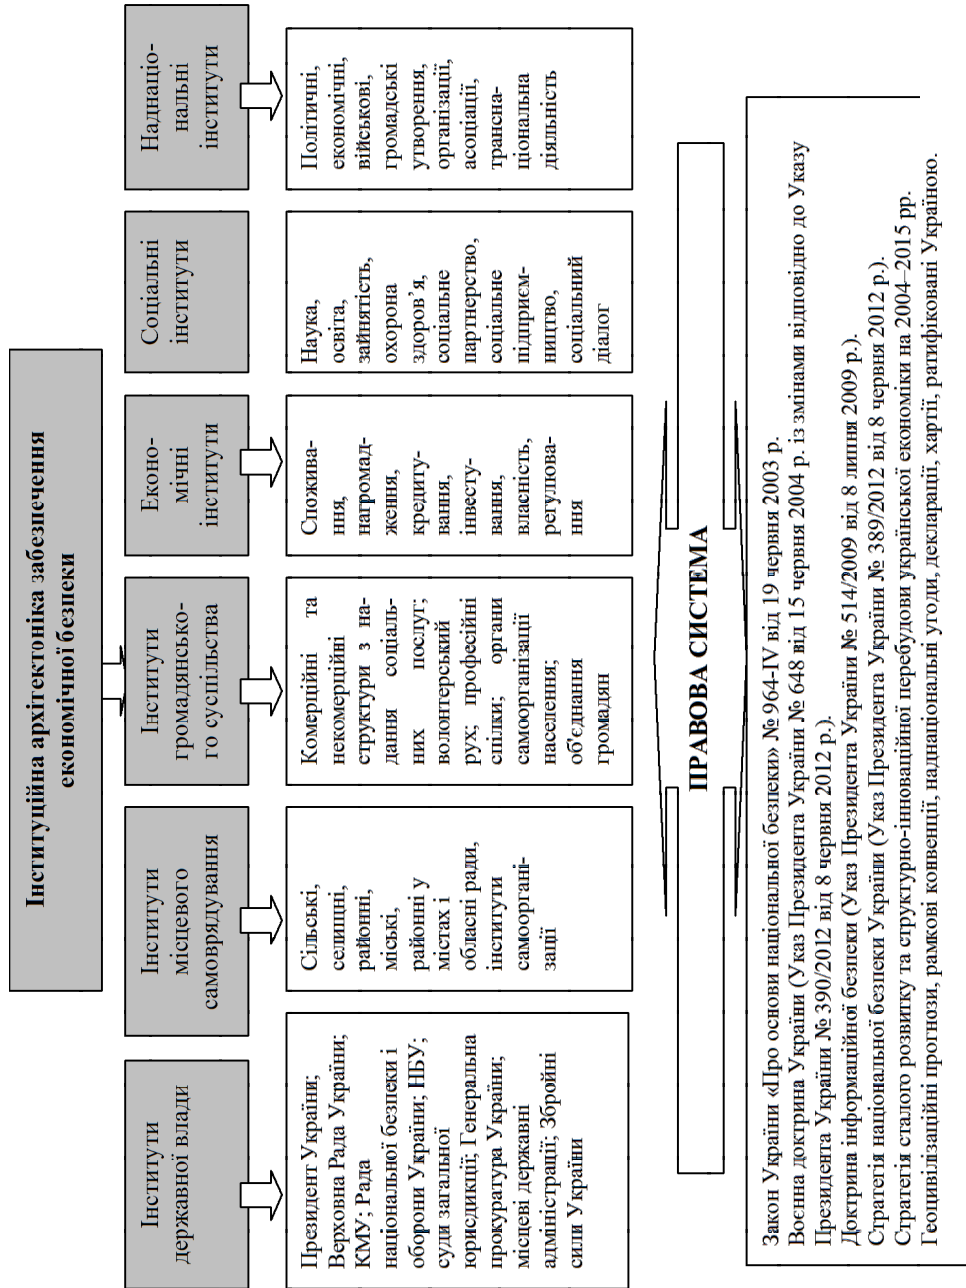 Інституційна архітектоніка забезпечення
економічної безпеки
Інститути
державної влади
Президент України;
Верховна Рада України;
КМУ; Рада
національної безпеки і
оборони України; НБУ;
суди загальної
юрисдикції; Генеральна
прокуратура України;
місцеві державні
адміністрації; Збройні
сили України
Інститути
місцевого
самоврядування
Сільські,
селищні,
районні,
міські,
районні у
містах і
обласні ради,
інститути
самооргані-
зації
Інститути
громадянсько-
го суспільства
Комерційні та
некомерційні
структури з на-
дання соціаль-
них послуг;
волонтерський
рух; професійні
спілки; органи
самоорганізації
населення;
об'єднання
громадян
Еконо-
мічні
інститути
Спожива-
ння,
нагромад-
ження,
кредиту-
вання,
інвесту-
вання,
власність,
регулюва-
ння
Соціальні
інститути
Наука,
освіта,
зайнятість,
охорона
здоров’я,
соціальне
партнерство,
соціальне
підприєм-
ництво,
соціальний
діалог
Наднаціо-
нальні
інститути
Політичні,
економічні,
військові,
громадські
утворення,
організації,
асоціації,
трансна-
ціональна
діяльність
ПРАВОВА СИСТЕМА
Закон України «Про основи національної безпеки» № 964-IV від 19 червня 2003 р.
Воєнна доктрина України (Указ Президента України № 648 від 15 червня 2004 р. із змінами відповідно до Указу
Президента України № 390/2012 від 8 червня 2012 р.).
Доктрина інформаційної безпеки (Указ Президента України № 514/2009 від 8 липня 2009 р.).
Стратегія національної безпеки України (Указ Президента України № 389/2012 від 8 червня 2012 р.).
Стратегія сталого розвитку та структурно-інноваційної перебудови української економіки на 2004–2015 рр.
Геоцивілізаційні прогнози, рамкові конвенції, наднаціональні угоди, декларації, хартії, ратифіковані Україною.